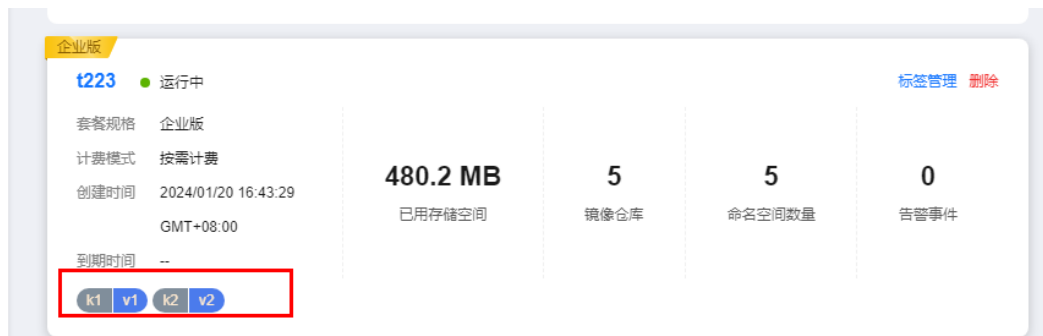 企业版
t223 运行中 标签管理 删除
套餐规格 企业版
计费模式 按需计费
创建时间 2024/01/20 16:43:29
GMT+08:00
到期时间 --
480.2 MB
已用存储空间
5
镜像仓库
5
命名空间数量
0
告警事件
k1 v1 k2 v2